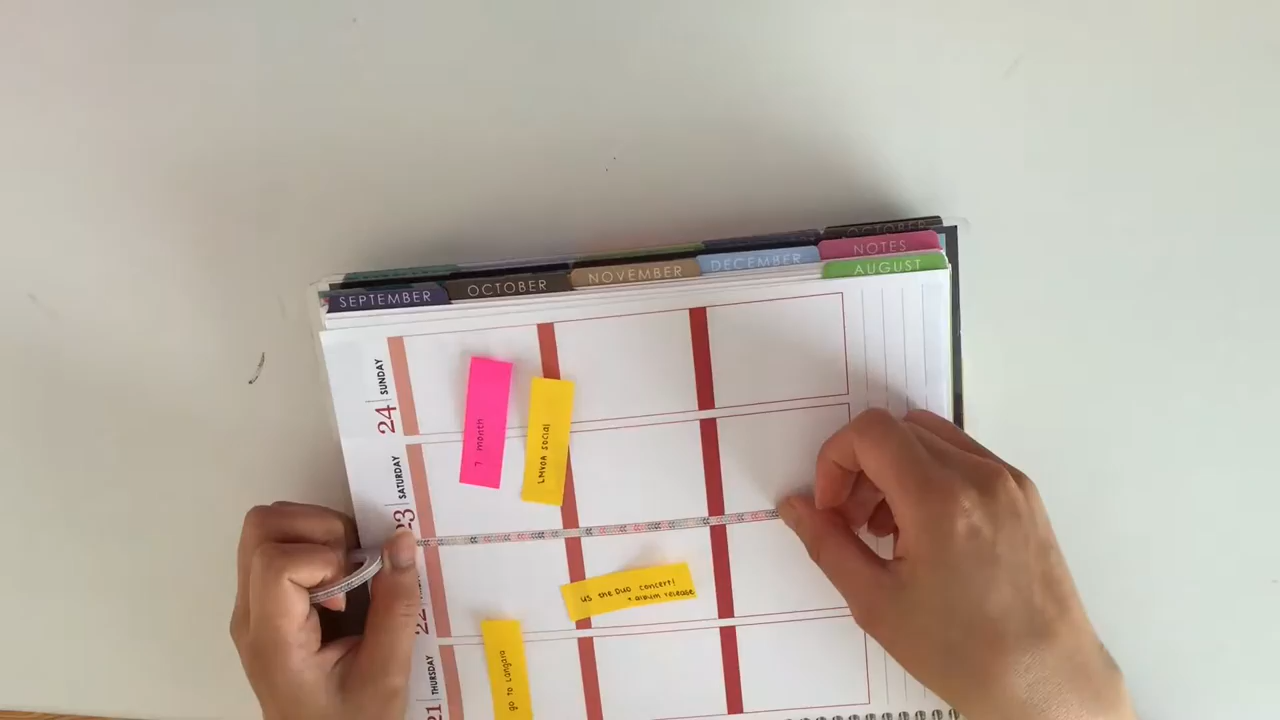 OCTOBER
NOTES
DECEMBER
NOVEMBER
AUGUST
OCTOBER
SEPTEMBER
24 SUNDAY
7 month
LMVDA SOCIAL
SATURDAY
23
US the DUO concert!
+ album release
22
21 THURSDAY
go to Langara